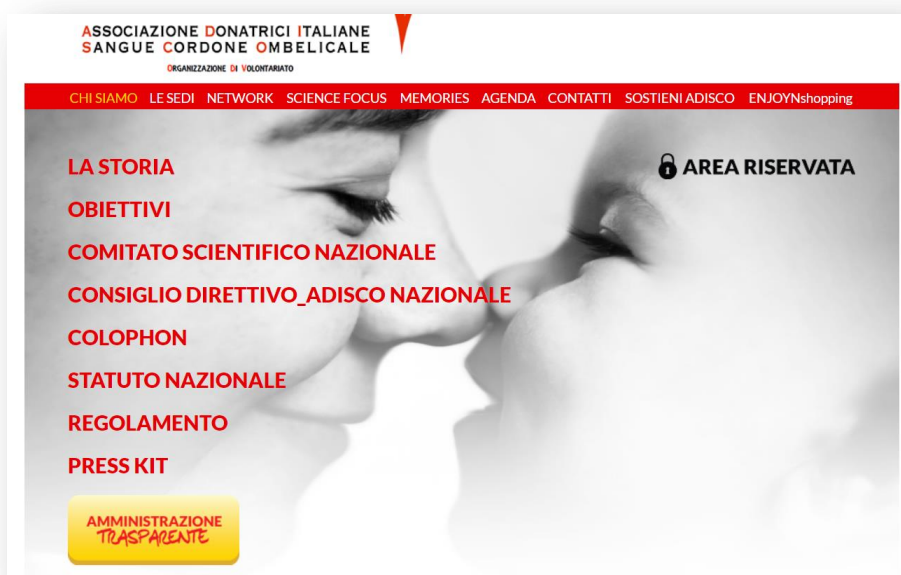 ASSOCIAZIONE DONATRICI ITALIANE
SANGUE CORDONE OMBELICALE
ORGANIZZAZIONE DI VOLONTARIATO
CHI SIAMO LE SEDI NETWORK SCIENCE FOCUS MEMORIES AGENDA CONTATTI SOSTIENI ADISCO ENJOYNshopping
LA STORIA
AREA RISERVATA
OBIETTIVI
COMITATO SCIENTIFICO NAZIONALE
CONSIGLIO DIRETTIVO_ADISCO NAZIONALE
COLOPHON
STATUTO NAZIONALE
REGOLAMENTO
PRESS KIT
AMMINISTRAZIONE
TRASPARENTE